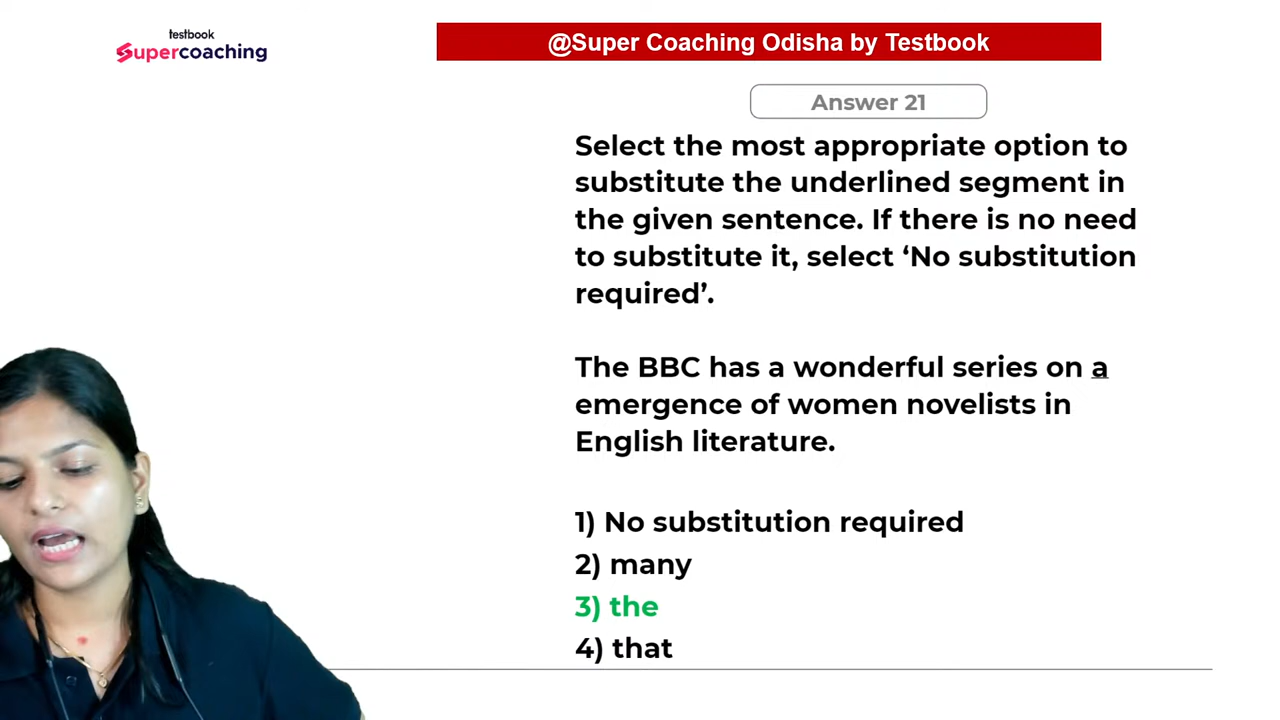 testbook
Supercoaching
@Super Coaching Odisha by Testbook
Answer 21
Select the most appropriate option to
substitute the underlined segment in
the given sentence. If there is no need
to substitute it, select ‘No substitution
required’.
The BBC has a wonderful series on a
emergence of women novelists in
English literature.
1) No substitution required
2) many
3) the
4) that